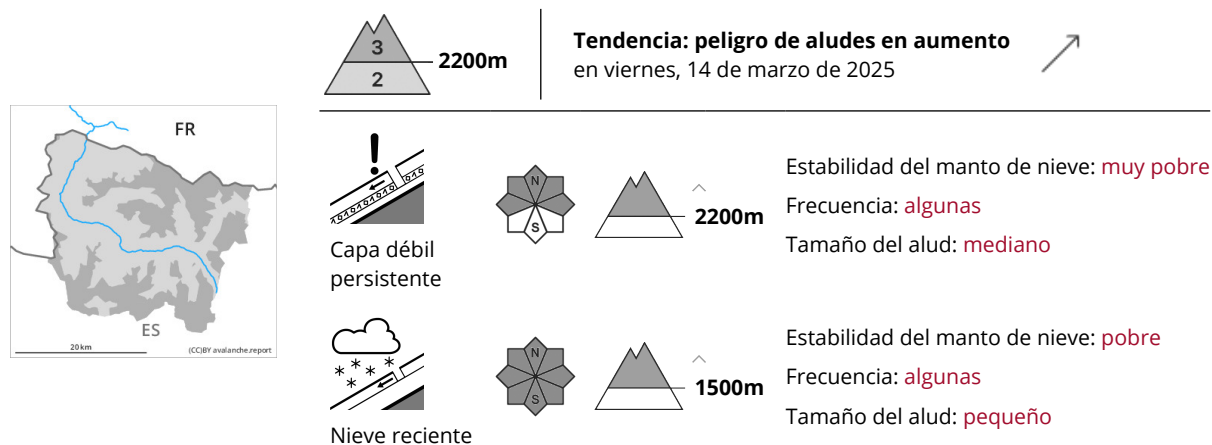 3
2
2200m
Tendencia: peligro de aludes en aumento
en viernes, 14 de marzo de 2025
FR
ES
20 km
(CC)BY avalanche.report
Capa débil
persistente
N
S
2200m
Estabilidad del manto de nieve: muy pobre
Frecuencia: algunas
Tamaño del alud: mediano
Nieve reciente
N
S
1500m
Estabilidad del manto de nieve: pobre
Frecuencia: algunas
Tamaño del alud: pequeño